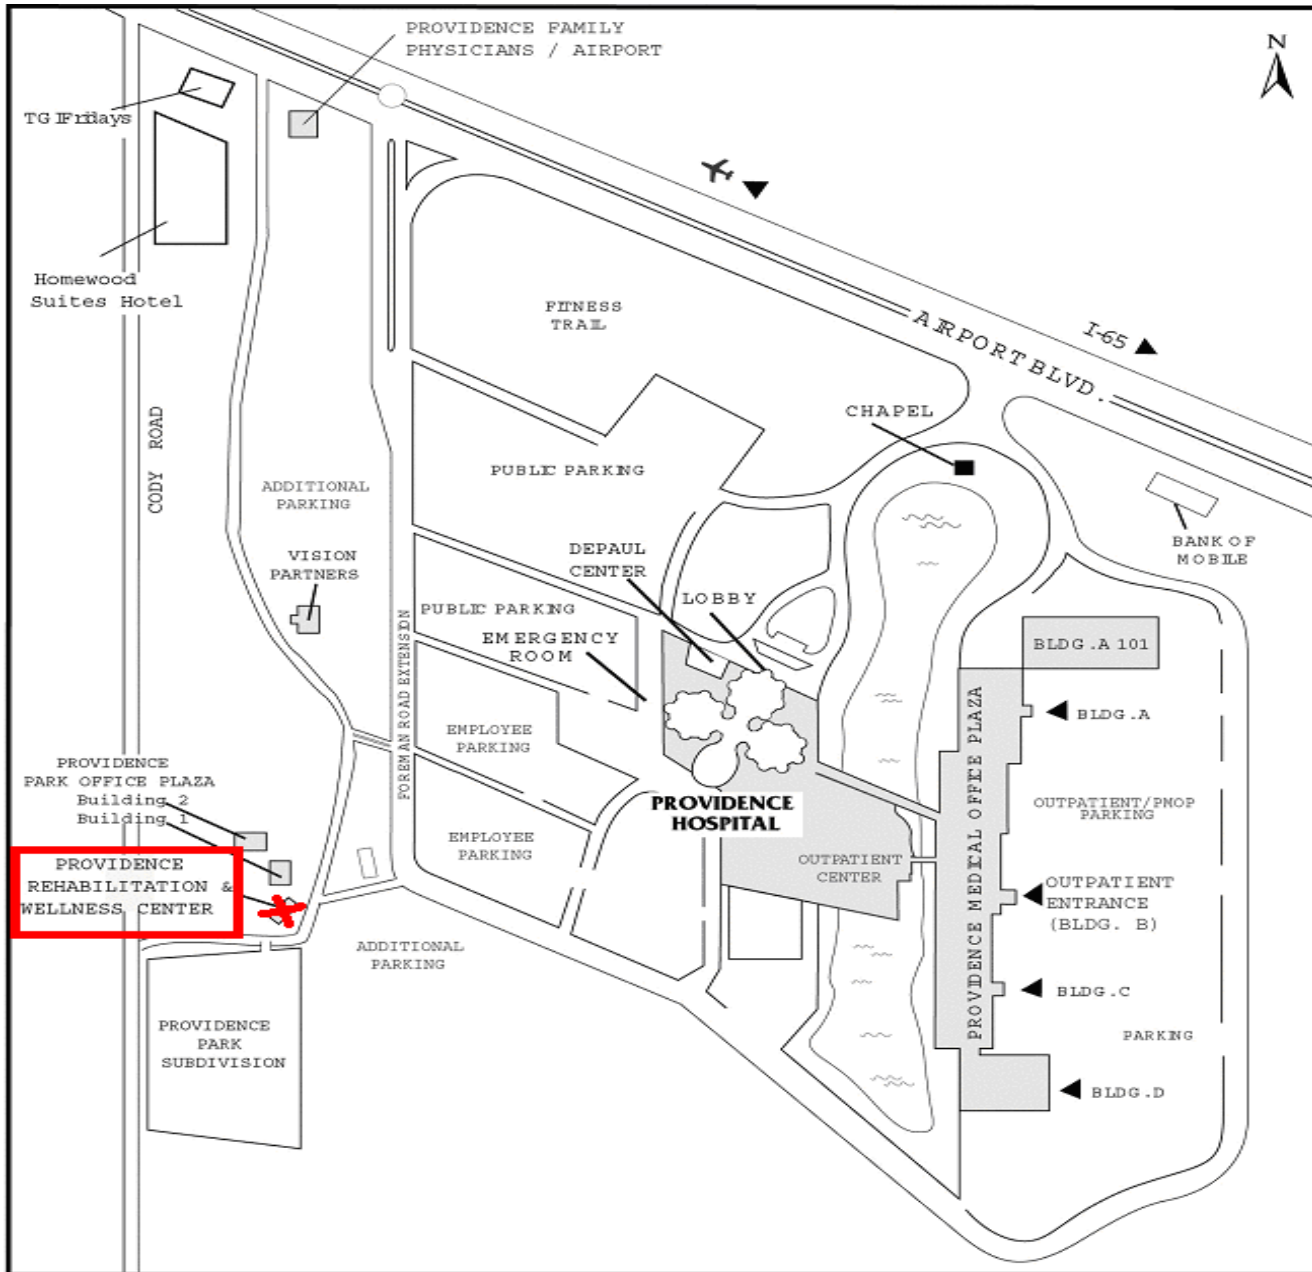 PROVIDENCE FAMILY
PHYSICIANS / AIRPORT
N
TGIFridays
Homewood
Suites Hotel
FITNESS
TRAIL
AIRPORT BLVD.
I-65
CHAPEL
CODY ROAD
PUBLIC PARKING
ADDITIONAL
PARKING
BANK OF
MOBILE
DEPAUL
CENTER
VISION
PARTNERS
LOBBY
PUBLIC PARKING
EMERGENCY
ROOM
FOREMAN ROAD EXTENSION
BLDG.A 101
BLDG.A
EMPLOYEE
PARKING
PROVIDENCE
PARK OFFICE PLAZA
Building 2
Building 1
PROVIDENCE
HOSPITAL
PROVIDENCE MEDICAL OFFICE PLAZA
OUTPATIENT/PMOP
PARKING
EMPLOYEE
PARKING
OUTPATIENT
CENTER
PROVIDENCE
REHABILITATION &
WELLNESS CENTER
OUTPATIENT
ENTRANCE
(BLDG. B)
ADDITIONAL
PARKING
BLDG.C
PROVIDENCE
PARK
SUBDIVISION
PARKING
BLDG.D